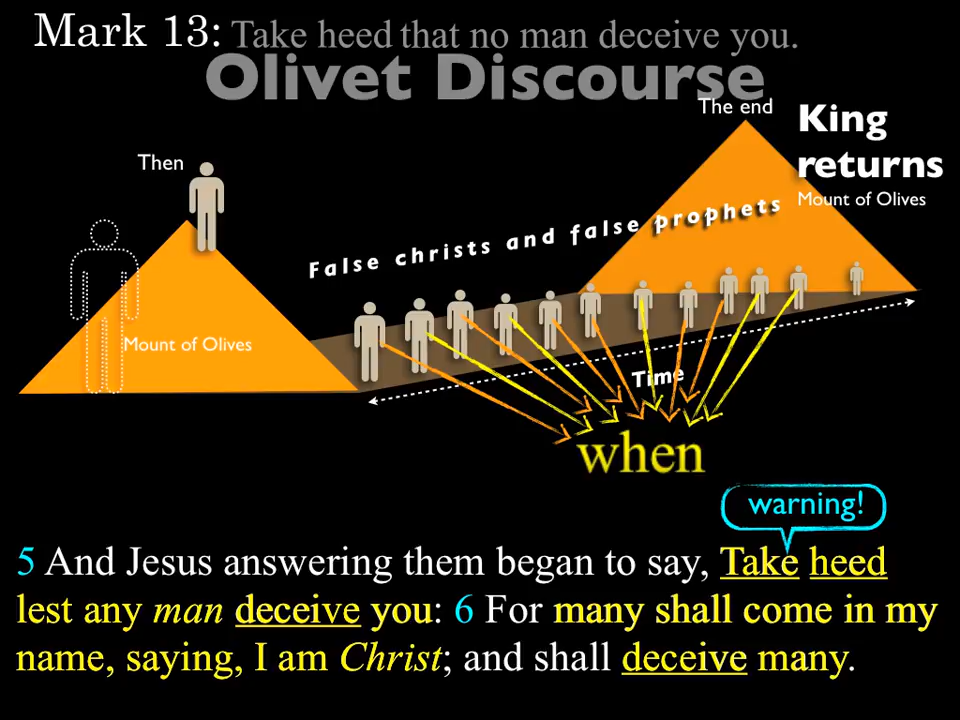 Mark 13: Take heed that no man deceive you.
Olivet Discourse
The end
King
returns
Mount of Olives
Then
False christs and false prophets
Mount of Olives
Time
when
warning!
5 And Jesus answering them began to say, Take heed
lest any man deceive you: 6 For many shall come in my
name, saying, I am Christ; and shall deceive many.